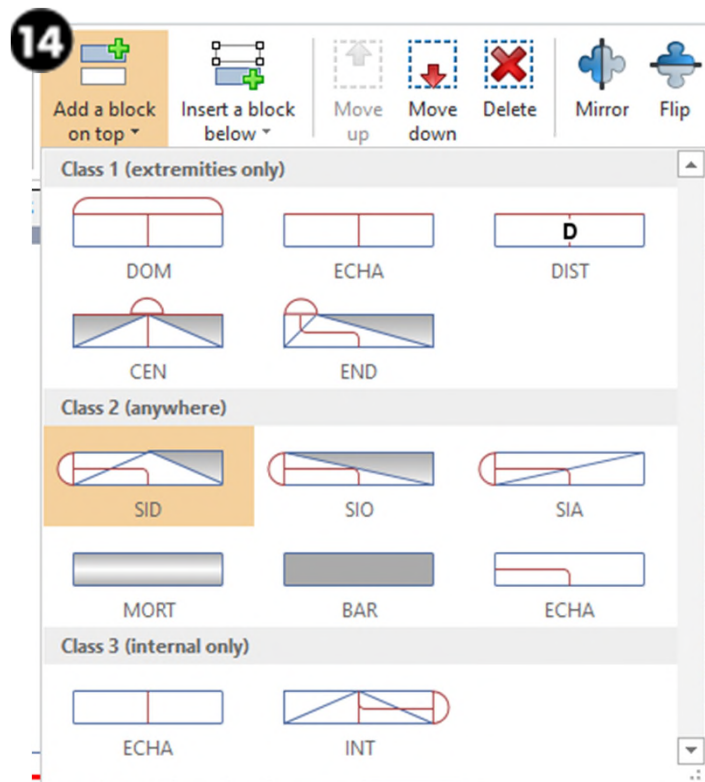 14
Add a block on top
Insert a block below
Move up
Move down
Delete
Mirror
Flip
Class 1 (extremities only)
DOM
ECHA
D
DIST
CEN
END
Class 2 (anywhere)
SID
SIO
SIA
MORT
BAR
ECHA
Class 3 (internal only)
ECHA
INT